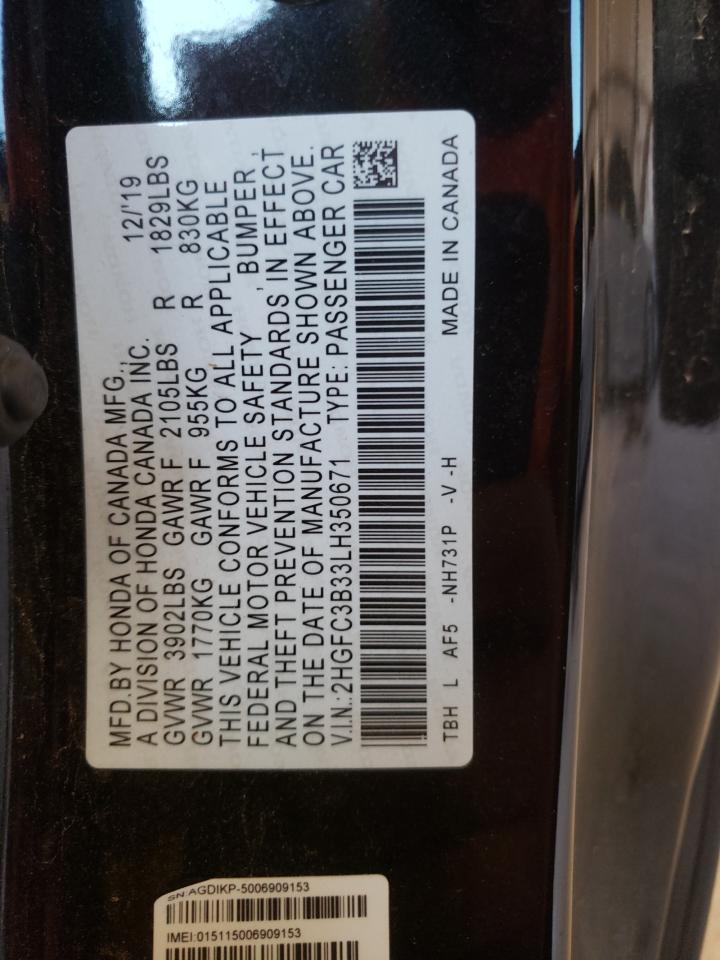 MFD.BY HONDA OF CANADA MFG., 12/'19
A DIVISION OF HONDA CANADA INC.
GVWR 3902LBS GAWR F 2105LBS R 1829LBS
GVWR 1770KG GAWR F 955KG R 830KG
THIS VEHICLE CONFORMS TO ALL APPLICABLE
FEDERAL MOTOR VEHICLE SAFETY , BUMPER ,
AND THEFT PREVENTION STANDARDS IN EFFECT
ON THE DATE OF MANUFACTURE SHOWN ABOVE.
V.I.N.:2HGFC3B33LH350671 TYPE: PASSENGER CAR
TBH L AF5 -NH731P -V -H MADE IN CANADA
SN:AGDIKP-5006909153
IMEI:015115006909153